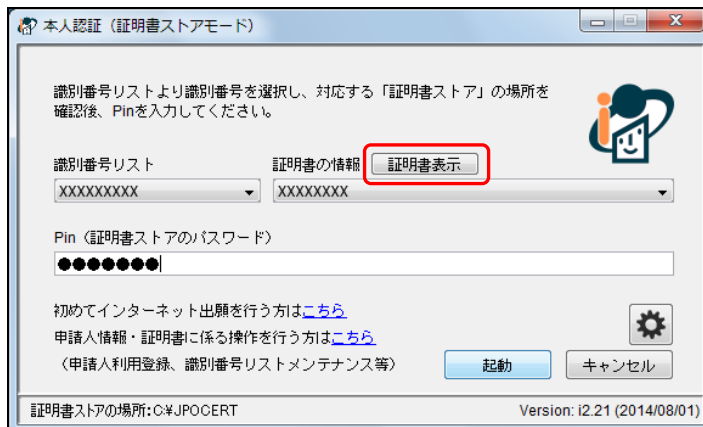 本人認証（証明書ストアモード）
識別番号リストより識別番号を選択し、対応する「証明書ストア」の場所を
確認後、Pinを入力してください。
識別番号リスト 証明書の情報 証明書表示
XXXXXXXXX XXXXXXXX
Pin（証明書ストアのパスワード）
●●●●●●●
初めてインターネット出願を行う方はこちら
申請人情報・証明書に係る操作を行う方はこちら
（申請人利用登録、識別番号リストメンテナンス等） 起動 キャンセル
証明書ストアの場所:C:¥JPOCERT Version: i2.21 (2014/08/01)